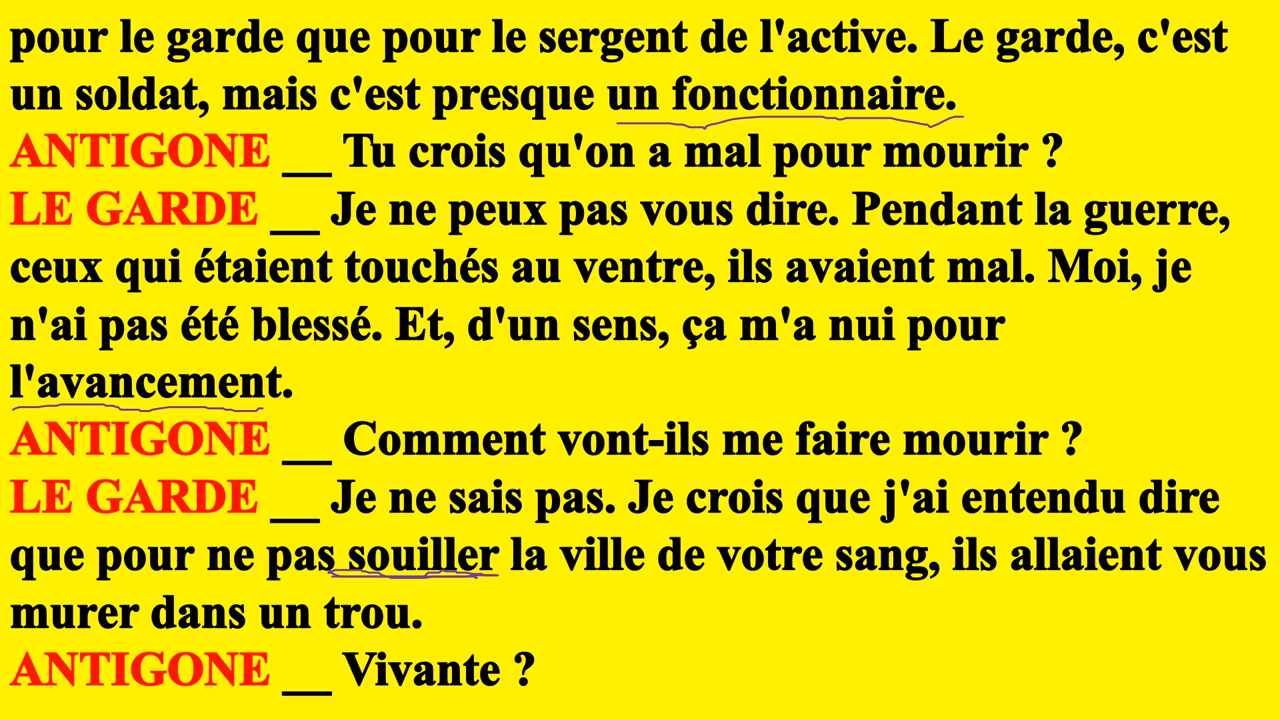 pour le garde que pour le sergent de l'active. Le garde, c'est
un soldat, mais c'est presque un fonctionnaire.
ANTIGONE __ Tu crois qu'on a mal pour mourir ?
LE GARDE __ Je ne peux pas vous dire. Pendant la guerre,
ceux qui étaient touchés au ventre, ils avaient mal. Moi, je
n'ai pas été blessé. Et, d'un sens, ça m'a nui pour
l'avancement.
ANTIGONE __ Comment vont-ils me faire mourir ?
LE GARDE __ Je ne sais pas. Je crois que j'ai entendu dire
que pour ne pas souiller la ville de votre sang, ils allaient vous
murer dans un trou.
ANTIGONE __ Vivante ?